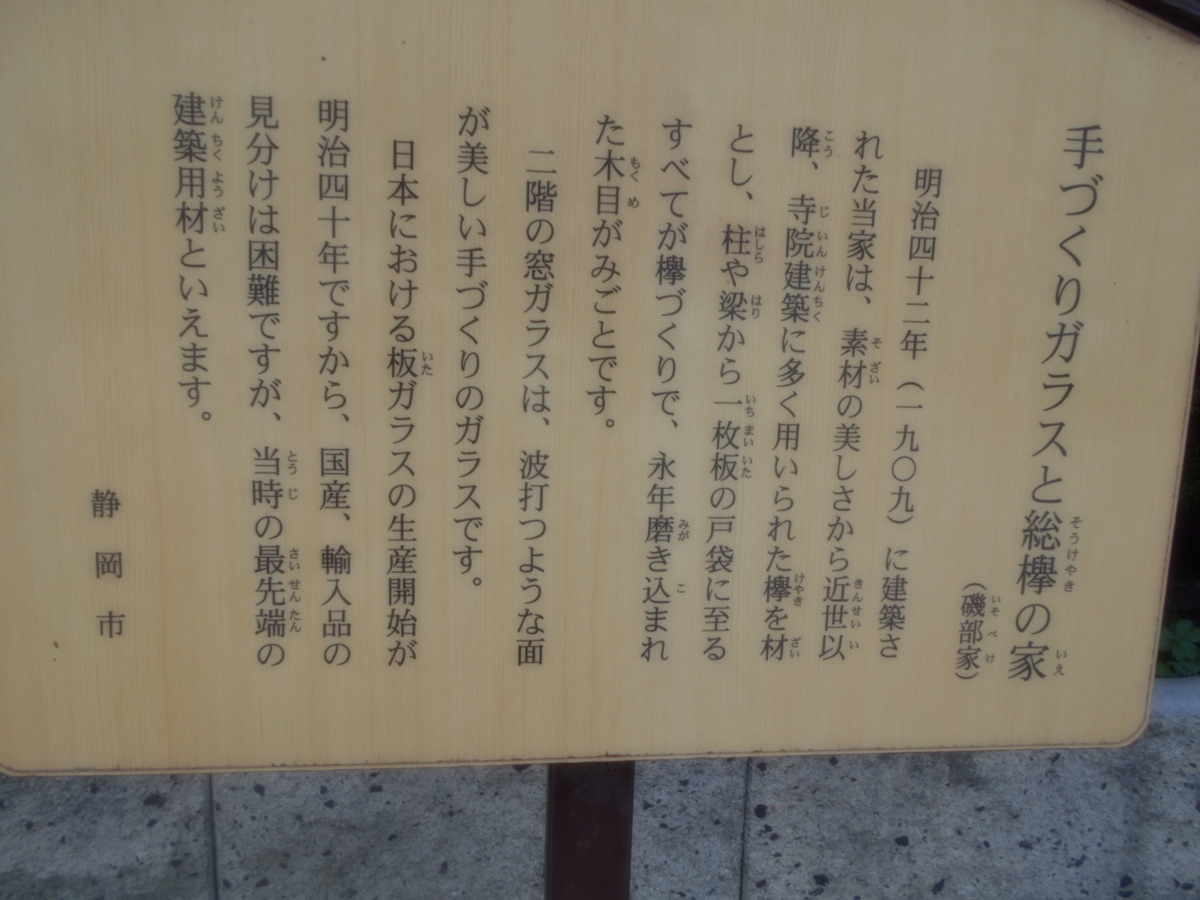 手づくりガラスと総欅の家
（磯部家）
明治四十二年（一九〇九）に建築さ
れた当家は、素材の美しさから近世以
降、寺院建築に多く用いられた欅を材
とし、柱や梁から一枚板の戸袋に至る
すべてが欅づくりで、永年磨き込まれ
た木目がみごとです。
二階の窓ガラスは、波打つような面
が美しい手づくりのガラスです。
日本における板ガラスの生産開始が
明治四十年ですから、国産、輸入品の
見分けは困難ですが、当時の最先端の
建築用材といえます。
静岡市